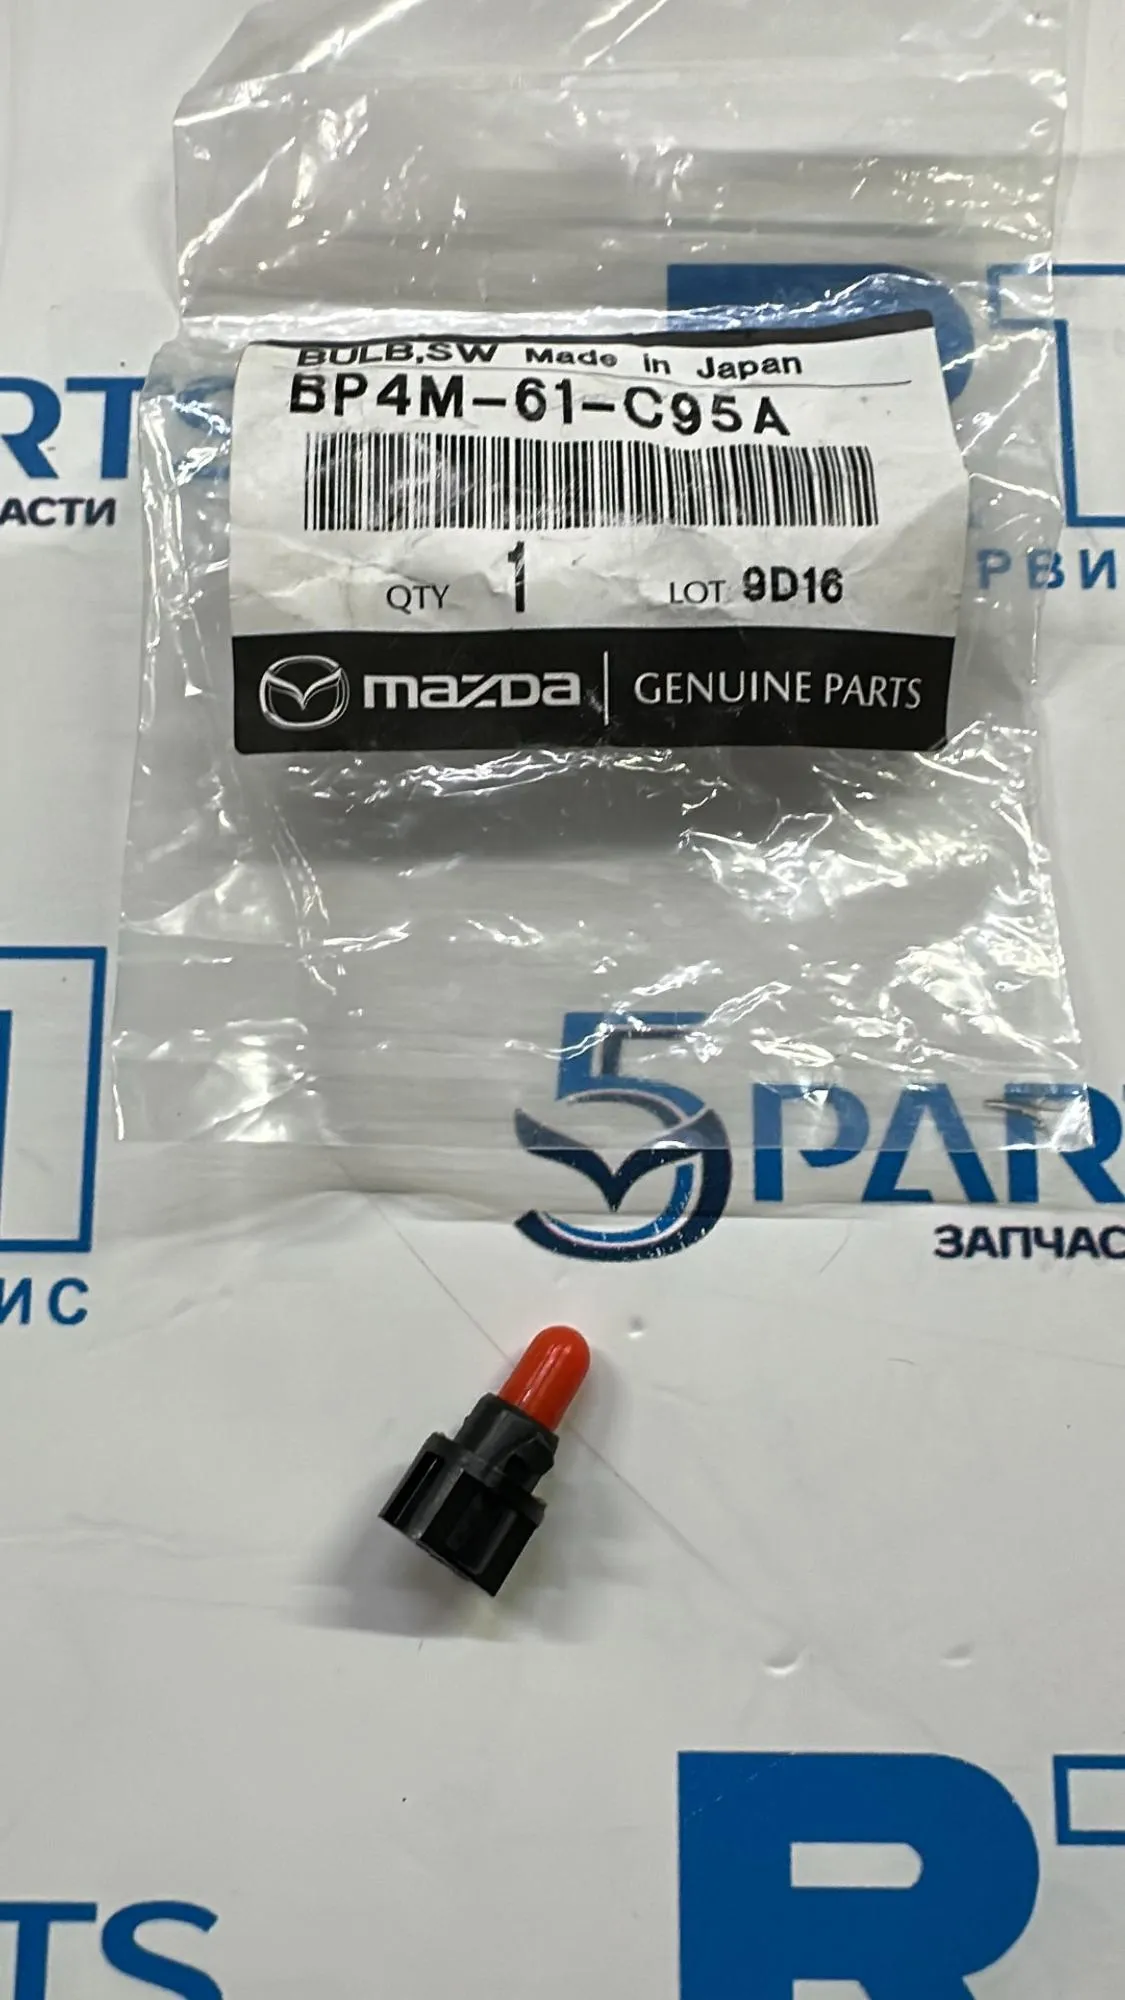 BULB,SW Made in Japan
BP4M-61-C95A
QTY 1 LOT 9D16
mazda GENUINE PARTS
RTS
АСТИ
РВИ
5PAR
ЗАПЧАС
ИС
TS
RT